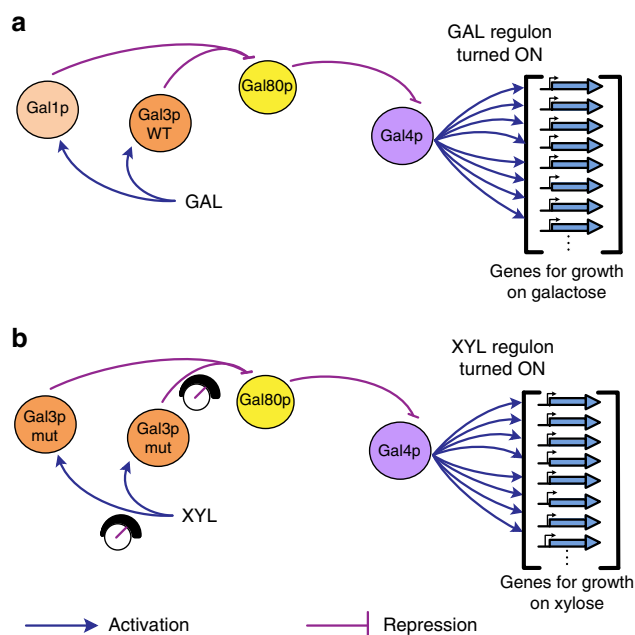 a
GAL regulon
turned ON
Gal1p
Gal3p
WT
Gal80p
Gal4p
GAL
Genes for growth
on galactose
b
XYL regulon
turned ON
Gal3p
mut
Gal3p
mut
Gal80p
Gal4p
XYL
Genes for growth
on xylose
Activation
Repression